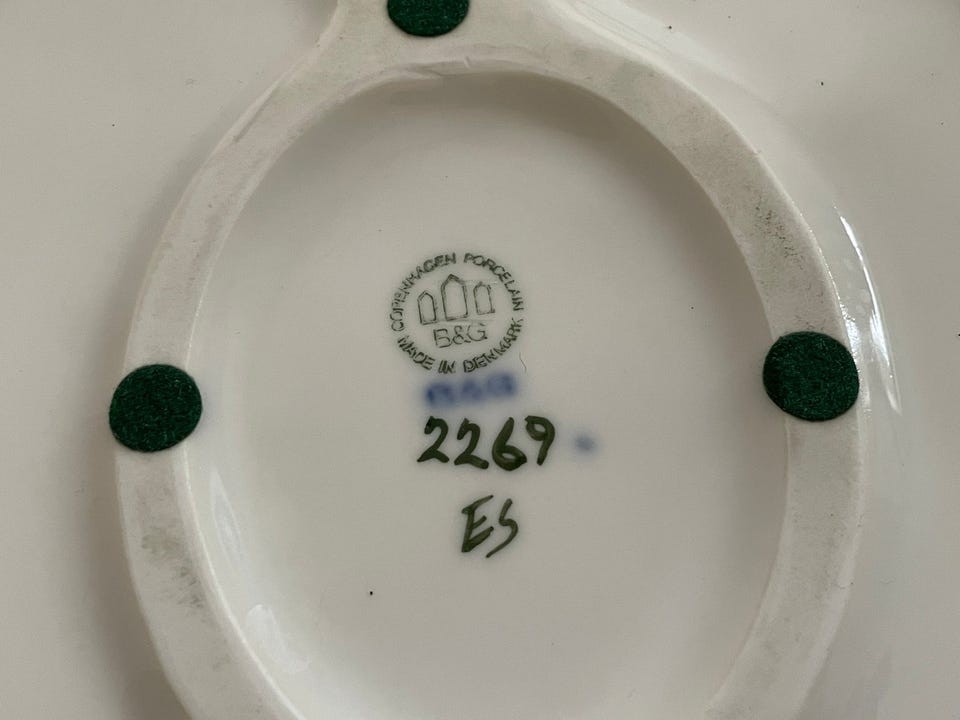 COPENHAGEN PORCELAIN
B&G
MADE IN DENMARK
B&G
2269
ES